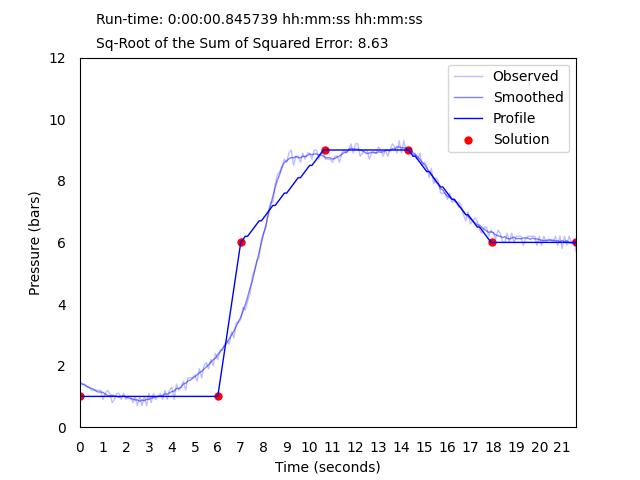 Run-time: 0:00:00.845739 hh:mm:ss hh:mm:ss
Sq-Root of the Sum of Squared Error: 8.63
12
10
8
6
4
2
0
Pressure (bars)
Observed
Smoothed
Profile
Solution
0 1 2 3 4 5 6 7 8 9 10 11 12 13 14 15 16 17 18 19 20 21
Time (seconds)